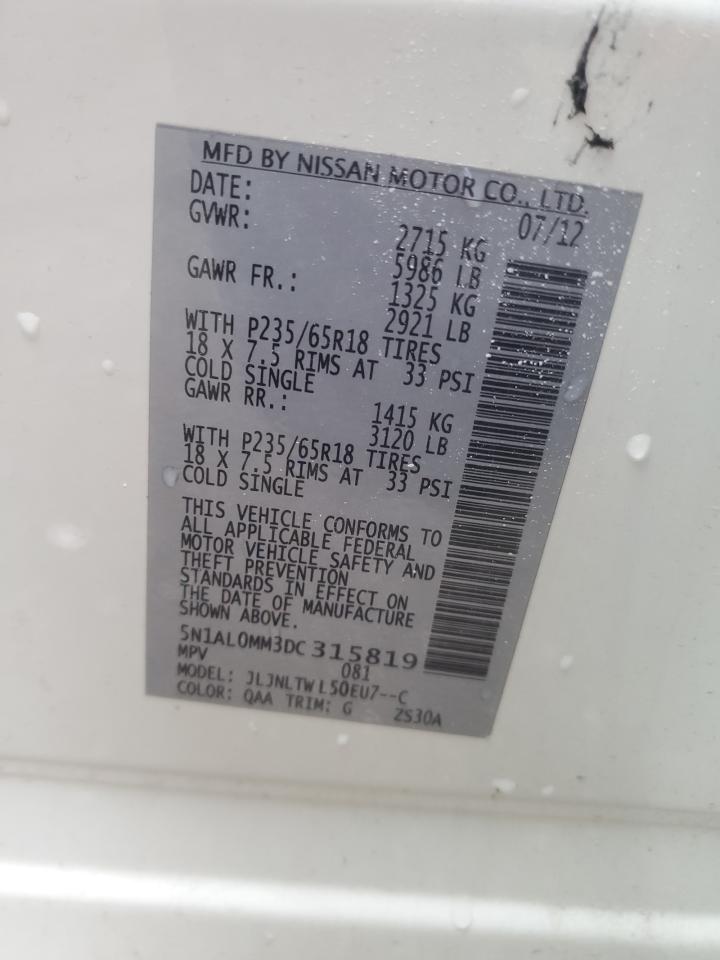 MFD BY NISSAN MOTOR CO., LTD.
DATE: 07/12
GVWR: 2715 KG
5986 LB
GAWR FR.: 1325 KG
2921 LB
WITH P235/65R18 TIRES
18 X 7.5 RIMS AT 33 PSI
COLD SINGLE
GAWR RR.: 1415 KG
3120 LB
WITH P235/65R18 TIRES
18 X 7.5 RIMS AT 33 PSI
COLD SINGLE
THIS VEHICLE CONFORMS TO
ALL APPLICABLE FEDERAL
MOTOR VEHICLE SAFETY AND
THEFT PREVENTION
STANDARDS IN EFFECT ON
THE DATE OF MANUFACTURE
SHOWN ABOVE.
5N1AL0MM3DC315819
MPV 081
MODEL: JLJNLTWL50EU7--C
COLOR: QAA TRIM: G ZS30A